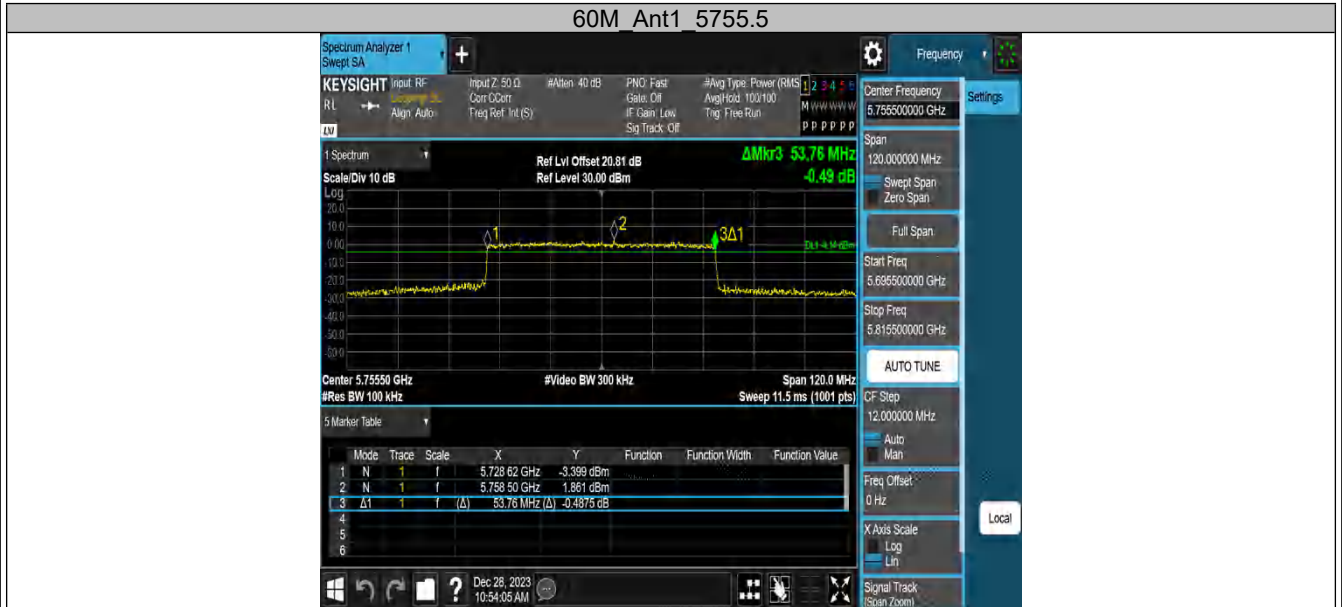 60M_Ant1_5755.5
Spectrum Analyzer 1
Swept SA
+
Frequency
KEYSIGHT
Input: RF
Input Z: 50 Ω
#Atten: 40 dB
PNO: Fast
#Avg Type: Power (RMS
1 2 3 4 5 6
RL
Align: Auto
Corr CCorr
Freq Ref: Int (S)
Gate: Off
IF Gain: Low
Sig Track: Off
Avg|Hold: 100/100
Trig: Free Run
M W W W W W
P P P P P P
LXI
Center Frequency
5.755500000 GHz
Settings
Span
120.000000 MHz
Swept Span
Zero Span
Full Span
Start Freq
5.695500000 GHz
Stop Freq
5.815500000 GHz
AUTO TUNE
CF Step
12.000000 MHz
Auto
Man
Freq Offset
0 Hz
X Axis Scale
Log
Lin
Local
Signal Track
(Span Zoom)
1 Spectrum
Scale/Div 10 dB
Ref Lvl Offset 20.81 dB
Ref Level 30.00 dBm
ΔMkr3 53.76 MHz
-0.49 dB
Log
20.0
10.0
0.00
-10.0
-20.0
-30.0
-40.0
-50.0
-60.0
1
2
3Δ1
DL1 -4.14 dBm
Center 5.75550 GHz
#Video BW 300 kHz
Span 120.0 MHz
#Res BW 100 kHz
Sweep 11.5 ms (1001 pts)
5 Marker Table
Mode Trace Scale X Y Function Function Width Function Value
1 N 1 f 5.728 62 GHz -3.399 dBm
2 N 1 f 5.758 50 GHz 1.861 dBm
3 Δ1 1 f (Δ) 53.76 MHz (Δ) -0.4875 dB
4
5
6
?
Dec 28, 2023
10:54:05 AM